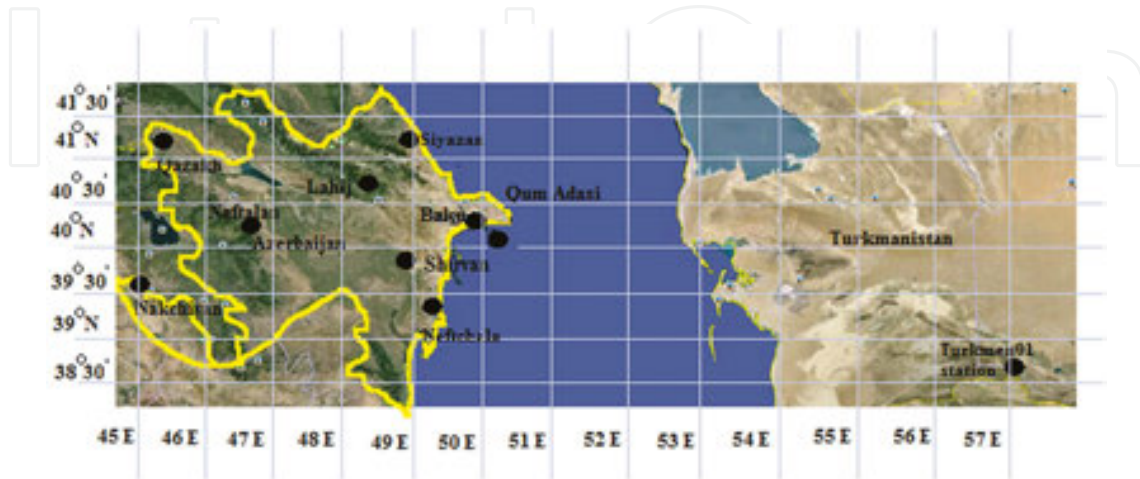 41° 30'
41° N
40° 30'
40° N
39° 30'
39° N
38° 30'
Siyazan
Qazakh
Lahij
Qum Adasi
Naftalan
Baku
Azerbaijan
Turkmanistan
Shirvan
Nakchivan
Neftchala
Turkmen01
station
45 E 46 E 47 E 48 E 49 E 50 E 51 E 52 E 53 E 54 E 55 E 56 E 57 E